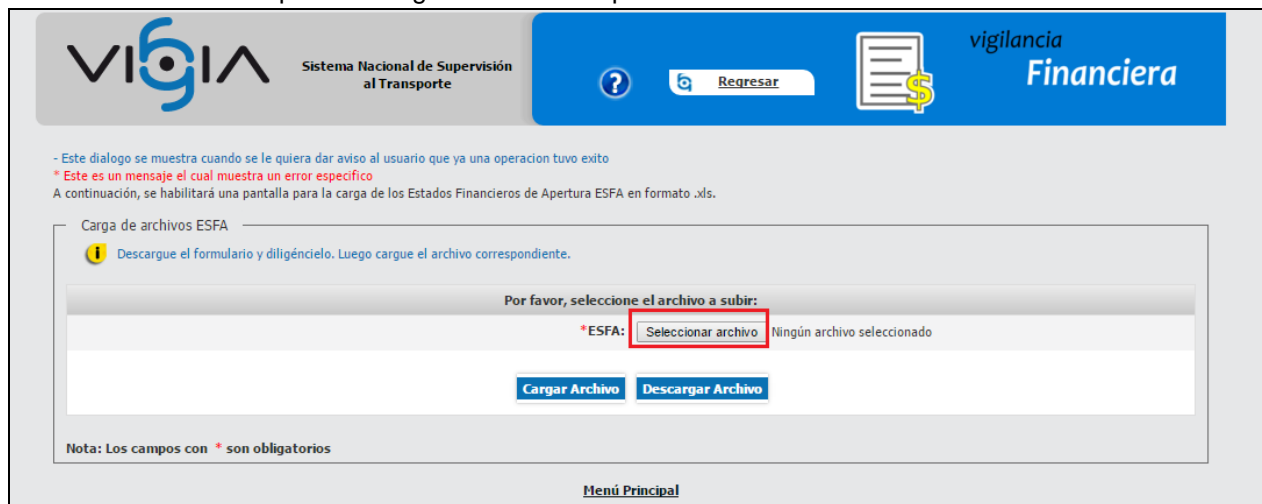 VIGIA
Sistema Nacional de Supervisión
al Transporte
?
Regresar
$
vigilancia
Financiera
- Este dialogo se muestra cuando se le quiera dar aviso al usuario que ya una operacion tuvo exito
* Este es un mensaje el cual muestra un error especifico
A continuación, se habilitará una pantalla para la carga de los Estados Financieros de Apertura ESFA en formato .xls.
Carga de archivos ESFA
i Descargue el formulario y diligéncielo. Luego cargue el archivo correspondiente.
Por favor, seleccione el archivo a subir:
*ESFA: Seleccionar archivo Ningún archivo seleccionado
Cargar Archivo Descargar Archivo
Nota: Los campos con * son obligatorios
Menú Principal